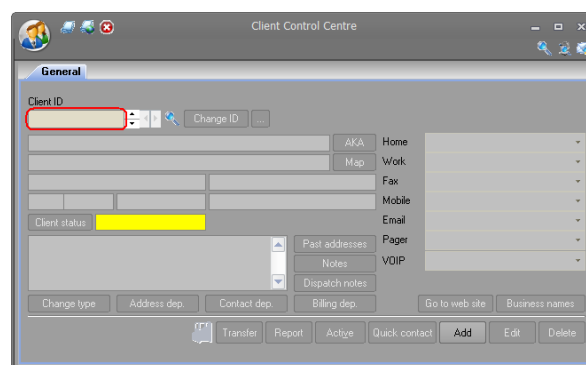 Client Control Centre
General
Client ID
Change ID ...
AKA Home
Map Work
Fax
Mobile
Client status Email
Past addresses Pager
Notes VOIP
Dispatch notes
Change type Address dep. Contact dep. Billing dep. Go to web site Business names
Transfer Report Active Quick contact Add Edit Delete